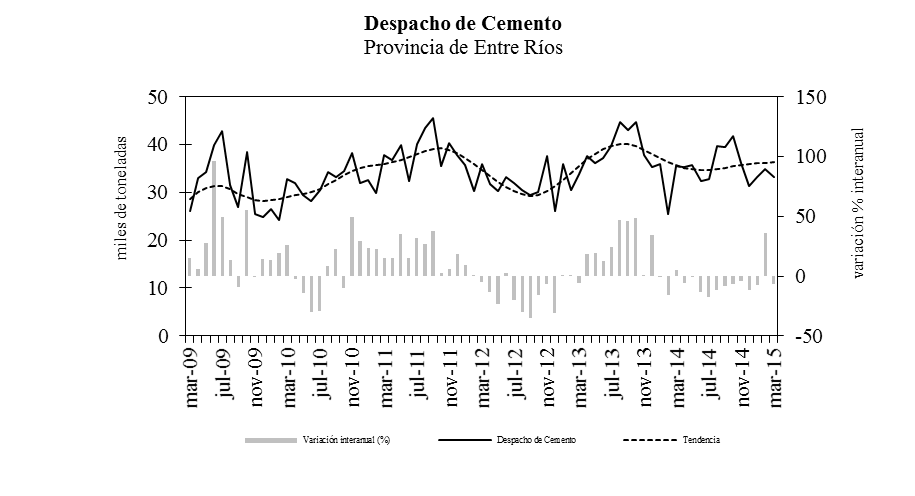 Despacho de Cemento
Provincia de Entre Ríos
miles de toneladas
50
40
30
20
10
0
150
100
50
0
-50
variación % interanual
mar-09
jul-09
nov-09
mar-10
jul-10
nov-10
mar-11
jul-11
nov-11
mar-12
jul-12
nov-12
mar-13
jul-13
nov-13
mar-14
jul-14
nov-14
mar-15
Variación interanual (%)
Despacho de Cemento
Tendencia